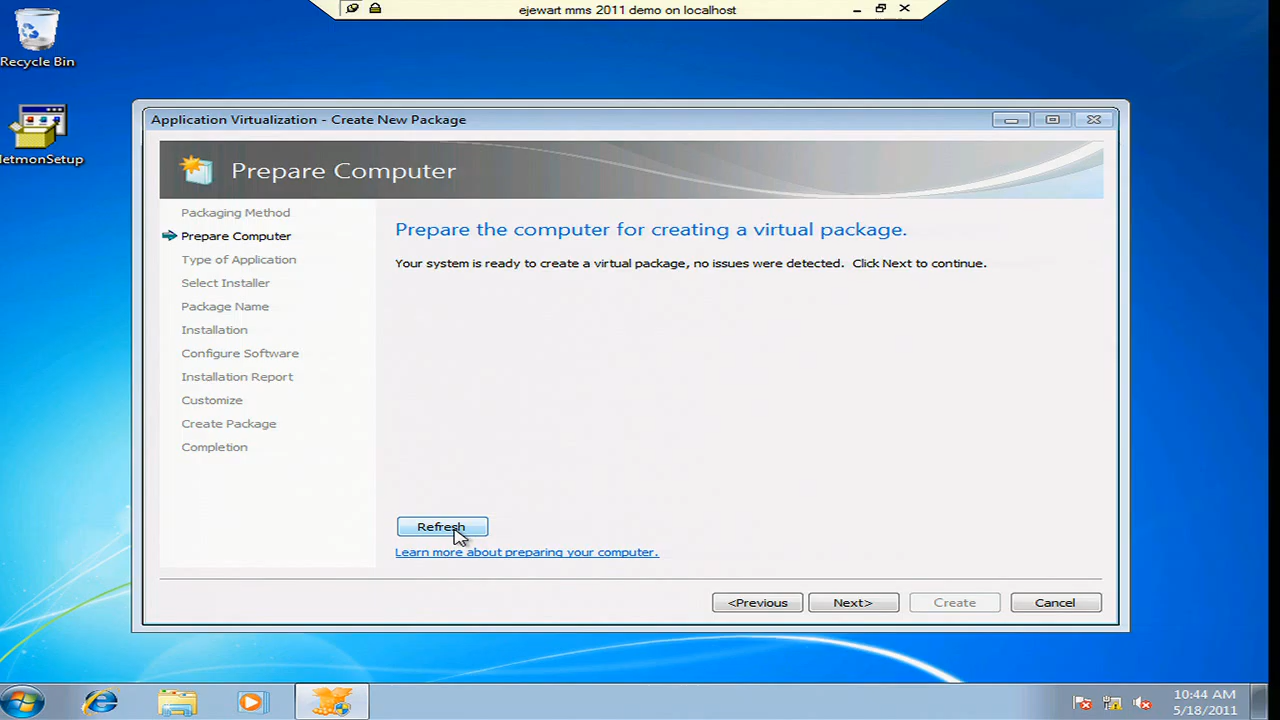 ejewart mms 2011 demo on localhost
Recycle Bin
letmonSetup
Application Virtualization - Create New Package
Prepare Computer
Packaging Method
Prepare Computer
Type of Application
Select Installer
Package Name
Installation
Configure Software
Installation Report
Customize
Create Package
Completion
Prepare the computer for creating a virtual package.
Your system is ready to create a virtual package, no issues were detected. Click Next to continue.
Refresh
Learn more about preparing your computer.
<Previous
Next>
Create
Cancel
10:44 AM
5/18/2011